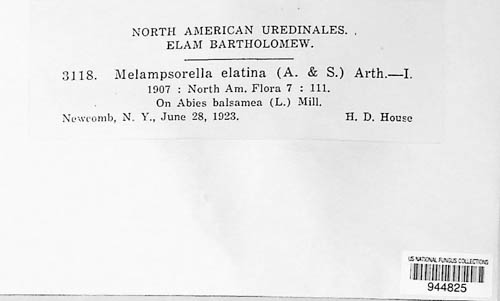 NORTH AMERICAN UREDINALES.
ELAM BARTHOLOMEW.
3118. Melampsorella elatina (A. & S.) Arth.—I.
1907 : North Am. Flora 7 : 111.
On Abies balsamea (L.) Mill.
Newcomb, N. Y., June 28, 1923. H. D. House
US NATIONAL FUNGUS COLLECTIONS
944825